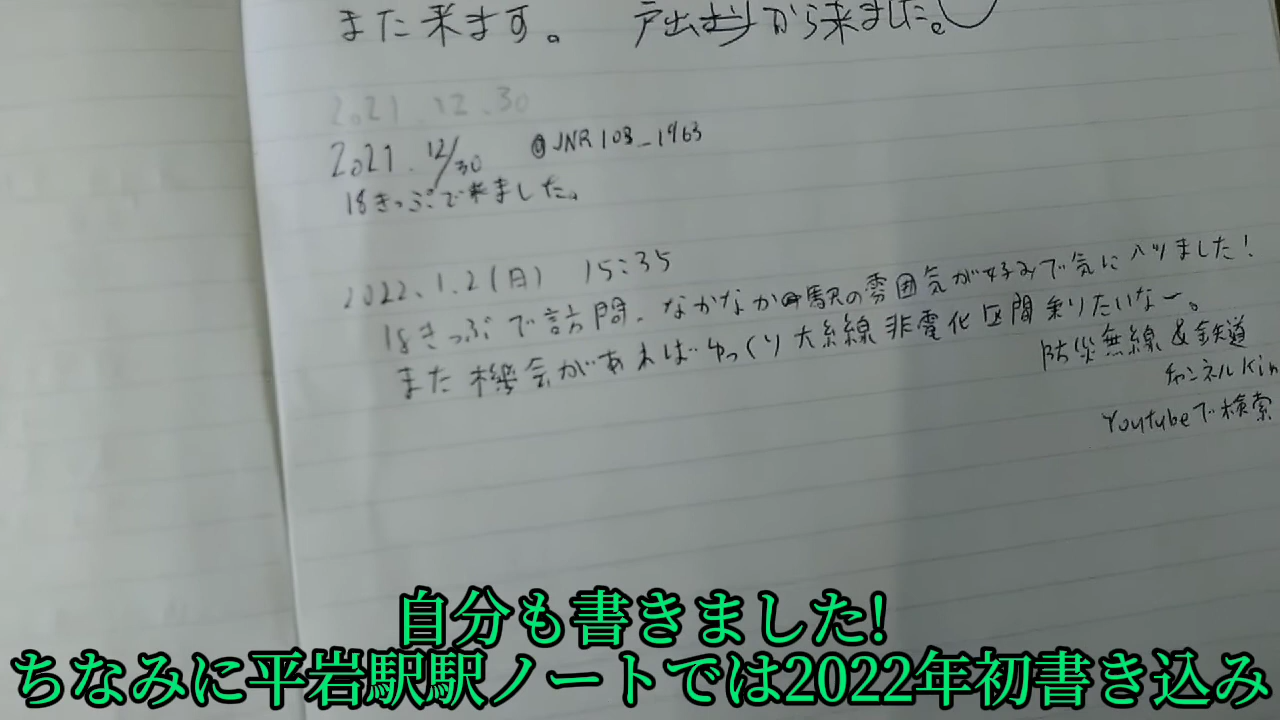 また来ます。 戸出から来ました。
2021.12.30
2021.12/30 @JNR103_1963
18きっぷで来ました。
2022.1.2(日) 15:35
18きっぷで訪問、なかなか駅の雰囲気が好みで気に入りました!
また機会があればゆっくり大糸線非電化区間乗りたいなー。
防災無線&鉄道
チャンネルKin
Youtubeで検索
自分も書きました!
ちなみに平岩駅駅ノートでは2022年初書き込み